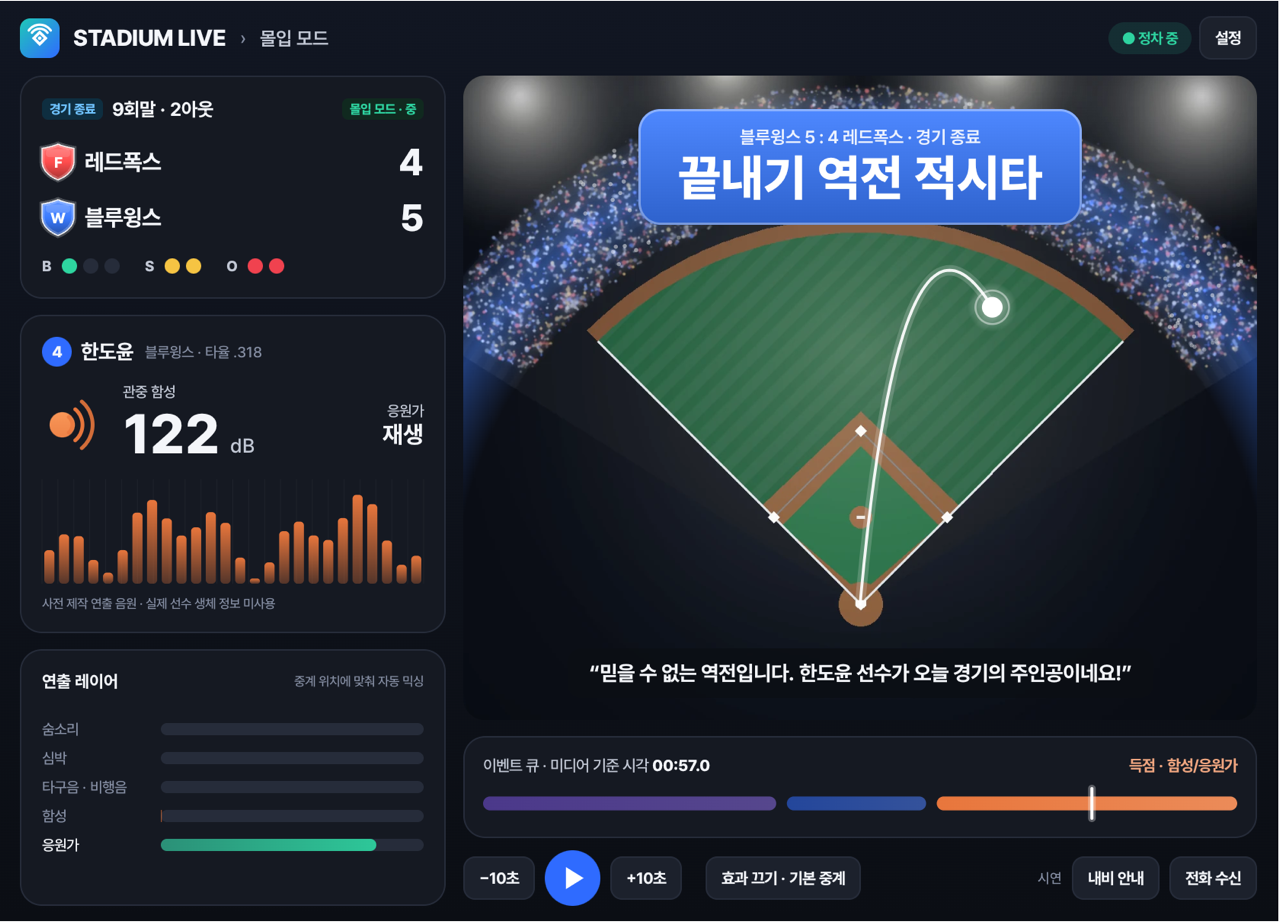 STADIUM LIVE › 몰입 모드
정차 중
설정
경기 종료 9회말 · 2아웃
몰입 모드 · 중
F 레드폭스 4
W 블루윙스 5
B S O
4 한도윤 블루윙스 · 타율 .318
관중 함성
122 dB
응원가
재생
사전 제작 연출 음원 · 실제 선수 생체 정보 미사용
연출 레이어
중계 위치에 맞춰 자동 믹싱
숨소리
심박
타구음 · 비행음
함성
응원가
블루윙스 5 : 4 레드폭스 · 경기 종료
끝내기 역전 적시타
“믿을 수 없는 역전입니다. 한도윤 선수가 오늘 경기의 주인공이네요!”
이벤트 큐 · 미디어 기준 시각 00:57.0
득점 · 함성/응원가
−10초
+10초
효과 끄기 · 기본 중계
시연
내비 안내
전화 수신